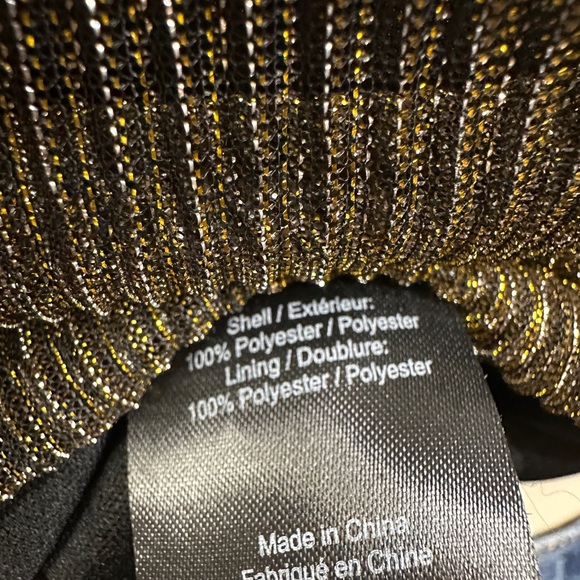 Shell / Extérieur:
100% Polyester / Polyester
Lining / Doublure:
100% Polyester / Polyester
Made in China
Fabriqué en Chine